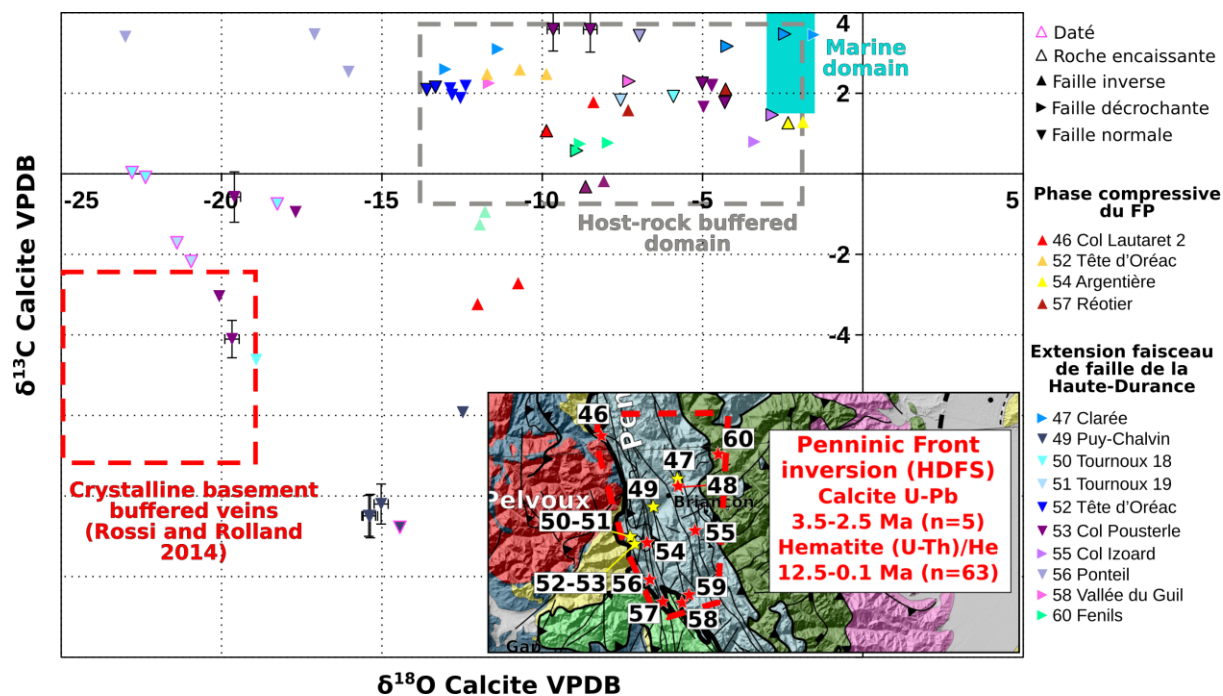 4
2
-2
-4
-25
-20
-15
-10
-5
5
δ13C Calcite VPDB
δ18O Calcite VPDB
Marine
domain
Host-rock buffered
domain
Crystalline basement
buffered veins
(Rossi and Rolland
2014)
46
60
47
49
48
Briançon
Pelvoux
50-51
55
54
52-53
56
59
57
58
Gap
Pen
Penninic Front
inversion (HDFS)
Calcite U-Pb
3.5-2.5 Ma (n=5)
Hematite (U-Th)/He
12.5-0.1 Ma (n=63)
Daté
Roche encaissante
Faille inverse
Faille décrochante
Faille normale
Phase compressive
du FP
46 Col Lautaret 2
52 Tête d'Oréac
54 Argentière
57 Réotier
Extension faisceau
de faille de la
Haute-Durance
47 Clarée
49 Puy-Chalvin
50 Tournoux 18
51 Tournoux 19
52 Tête d'Oréac
53 Col Pousterle
55 Col Izoard
56 Ponteil
58 Vallée du Guil
60 Fenils